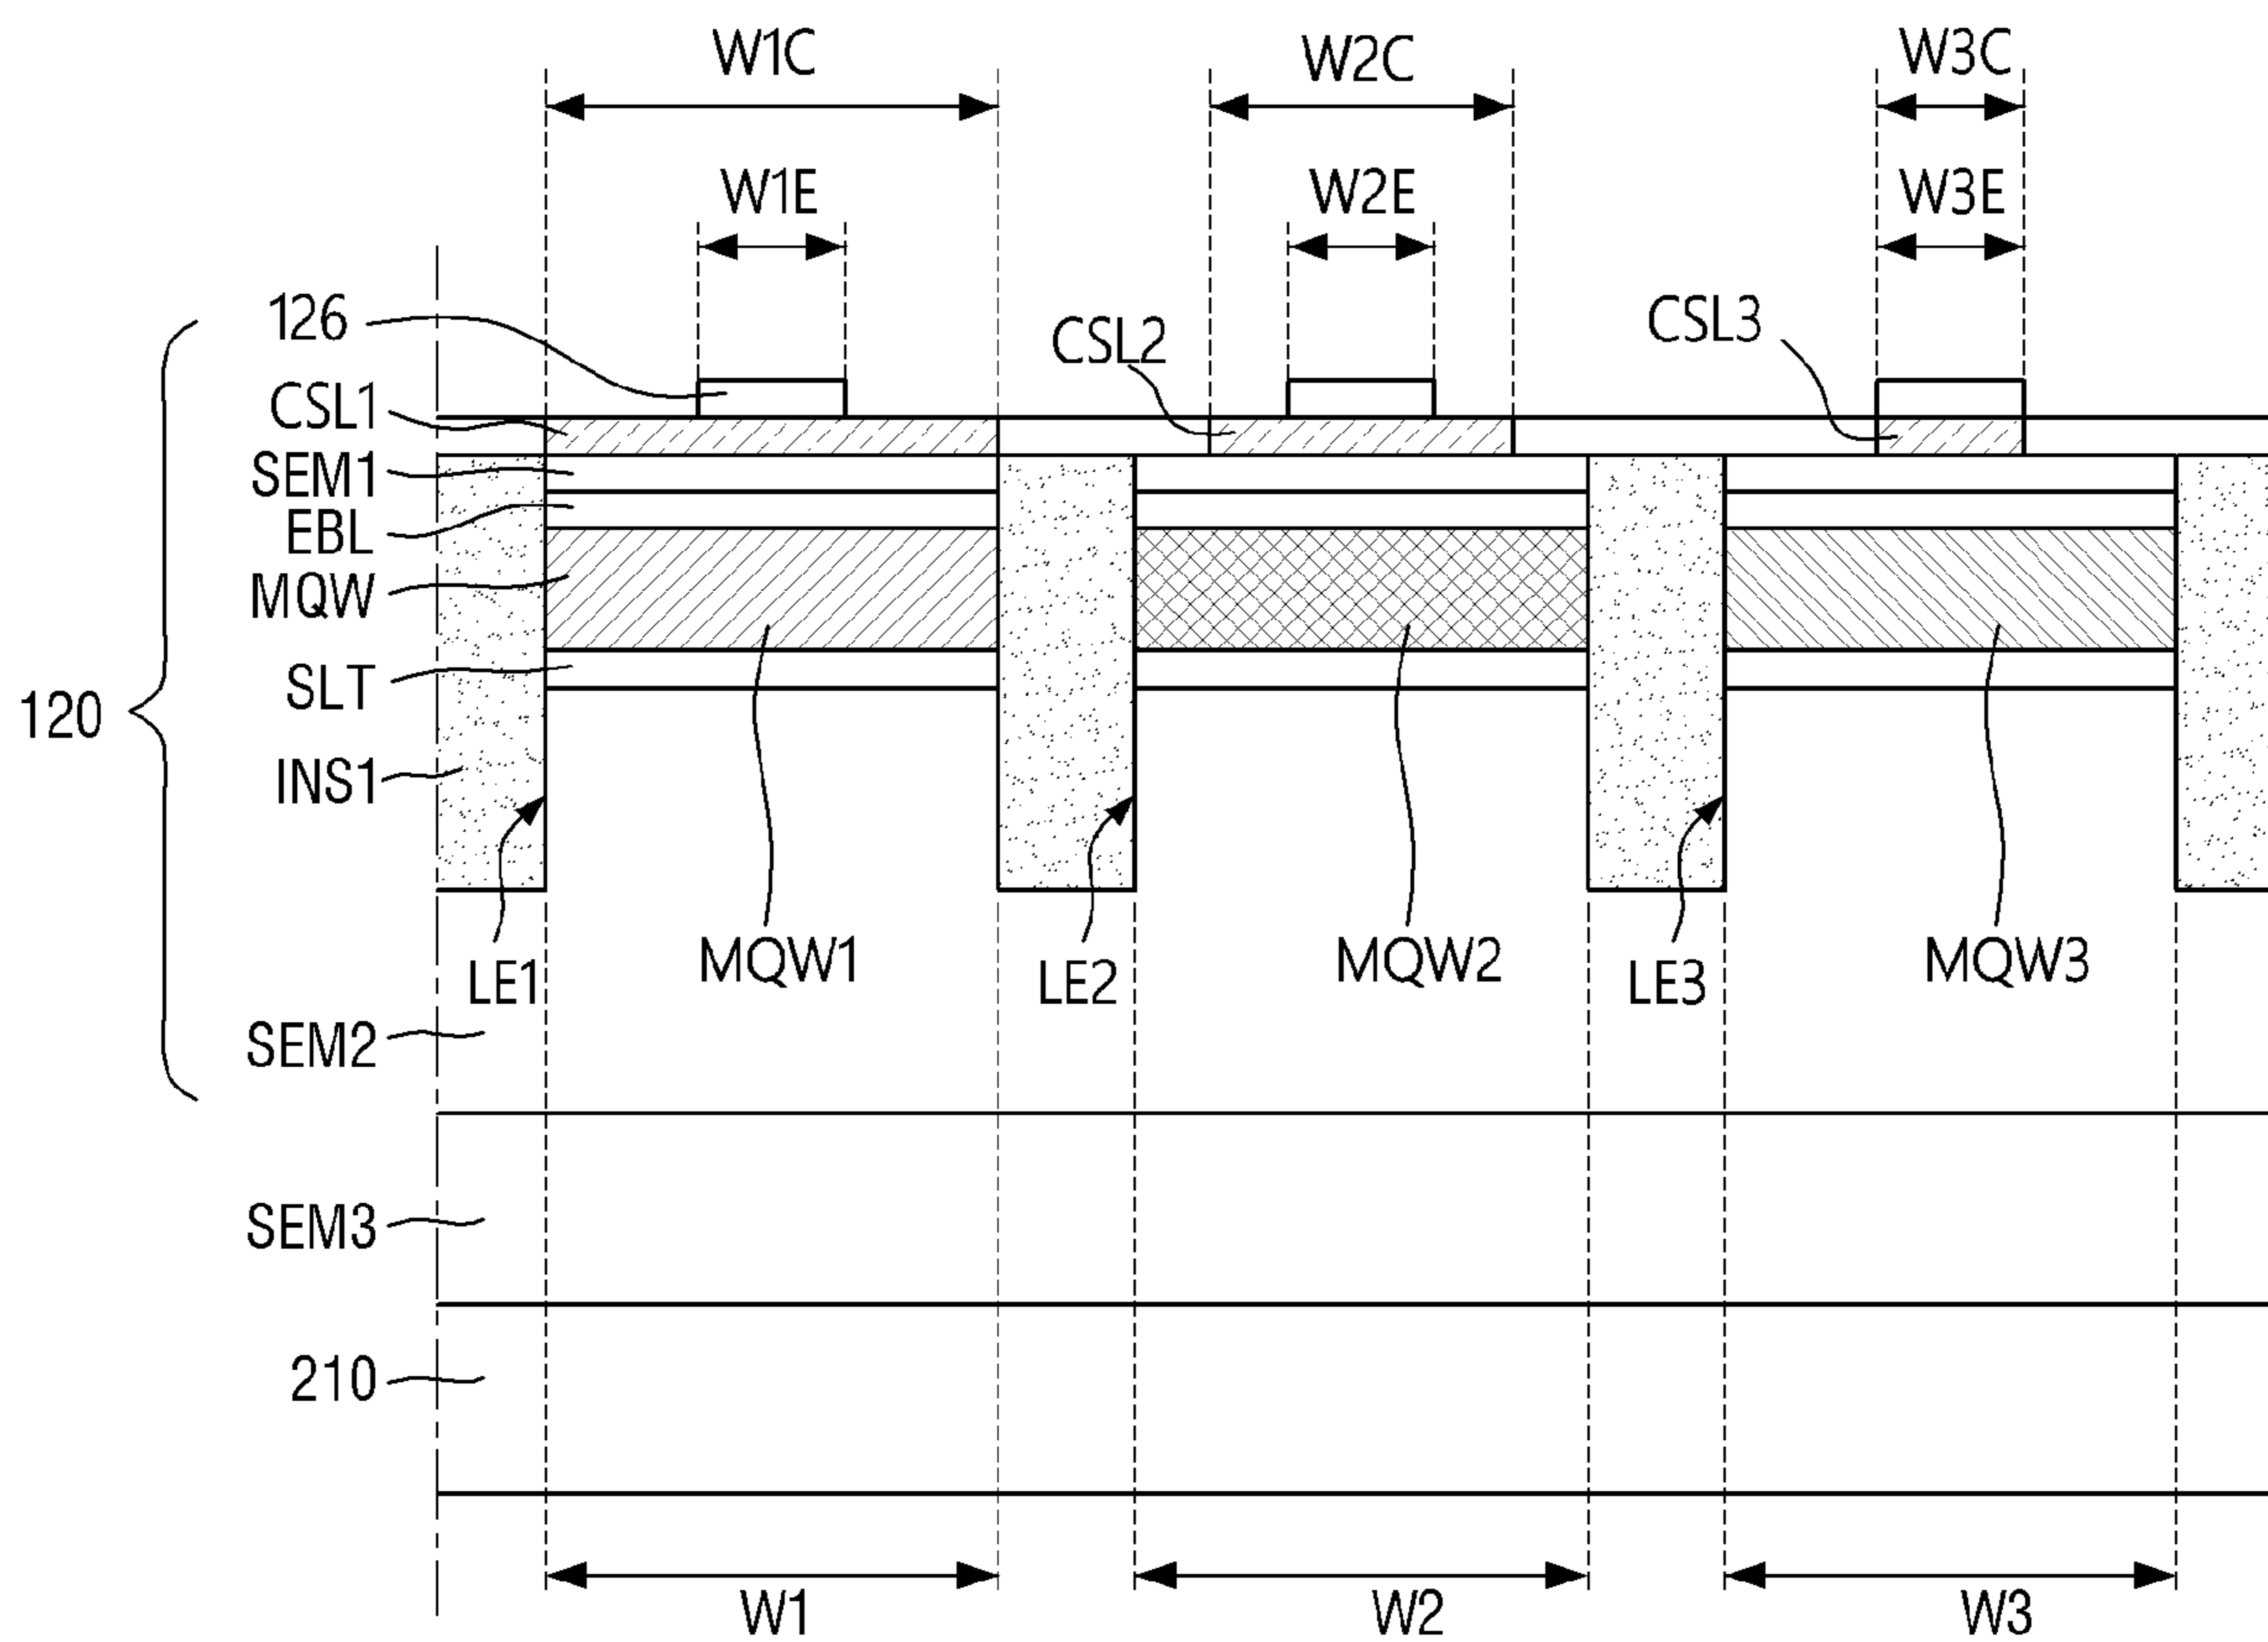 W1C
W2C
W3C
W1E
W2E
W3E
126
CSL2
CSL3
CSL1
SEM1
EBL
MQW
SLT
120
INS1
LE1
MQW1
LE2
MQW2
LE3
MQW3
SEM2
SEM3
210
W1
W2
W3